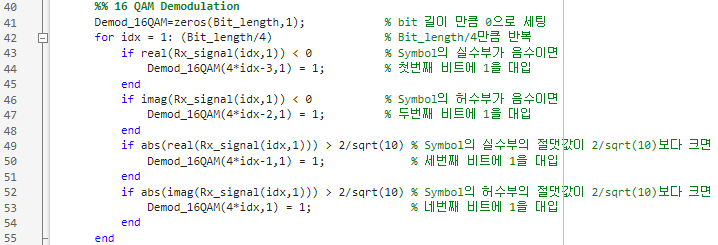 40 %% 16 QAM Demodulation
41 Demod_16QAM=zeros(Bit_length,1); % bit 길이 만큼 0으로 세팅
42 for idx = 1: (Bit_length/4) % Bit_length/4만큼 반복
43 if real(Rx_signal(idx,1)) < 0 % Symbol의 실수부가 음수이면
44 Demod_16QAM(4*idx-3,1) = 1; % 첫번째 비트에 1을 대입
45 end
46 if imag(Rx_signal(idx,1)) < 0 % Symbol의 허수부가 음수이면
47 Demod_16QAM(4*idx-2,1) = 1; % 두번째 비트에 1을 대입
48 end
49 if abs(real(Rx_signal(idx,1))) > 2/sqrt(10) % Symbol의 실수부의 절댓값이 2/sqrt(10)보다 크면
50 Demod_16QAM(4*idx-1,1) = 1; % 세번째 비트에 1을 대입
51 end
52 if abs(imag(Rx_signal(idx,1))) > 2/sqrt(10) % Symbol의 허수부의 절댓값이 2/sqrt(10)보다 크면
53 Demod_16QAM(4*idx,1) = 1; % 네번째 비트에 1을 대입
54 end
55 end